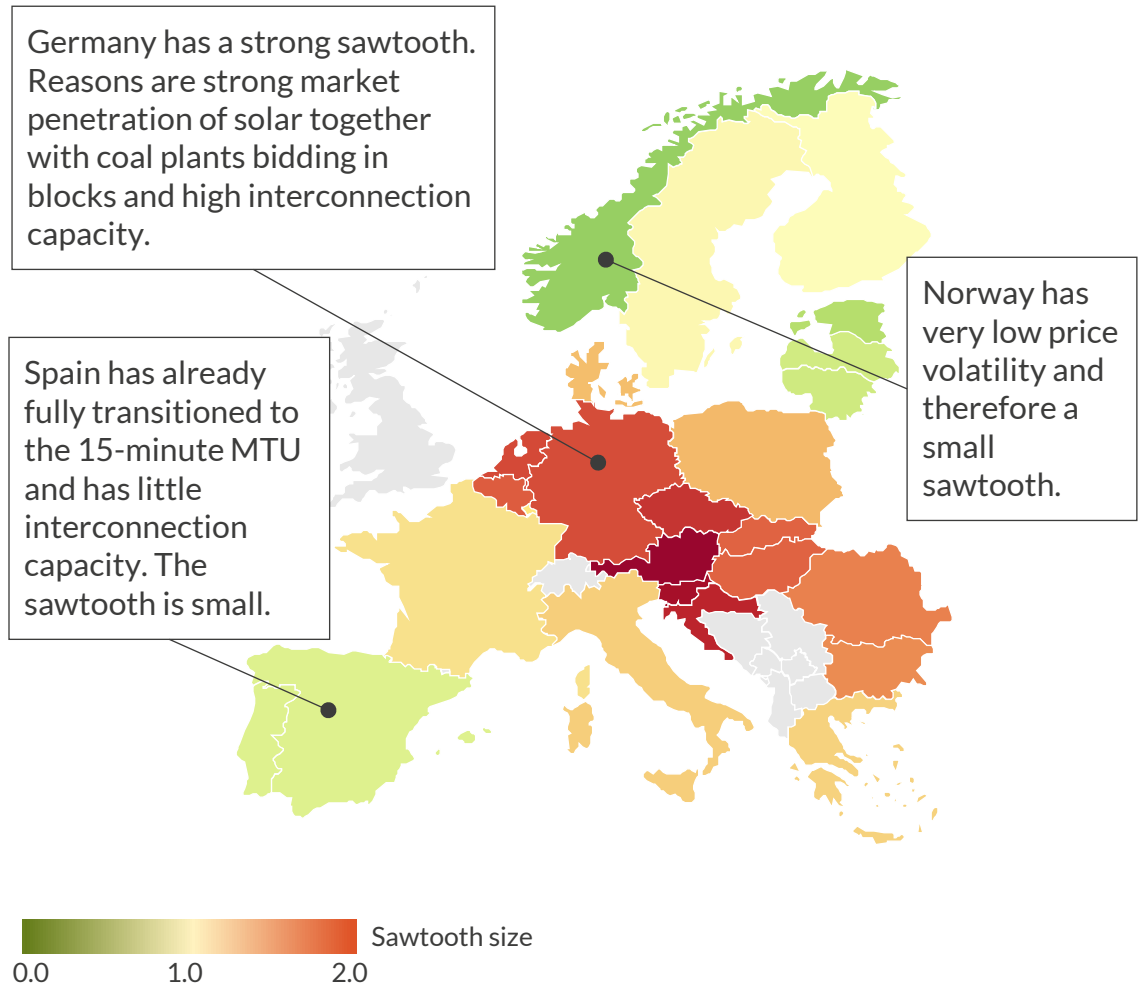 Germany has a strong sawtooth.
Reasons are strong market
penetration of solar together
with coal plants bidding in
blocks and high interconnection
capacity.
Norway has
very low price
volatility and
therefore a
small
sawtooth.
Spain has already
fully transitioned to
the 15-minute MTU
and has little
interconnection
capacity. The
sawtooth is small.
Sawtooth size
0.0 1.0 2.0